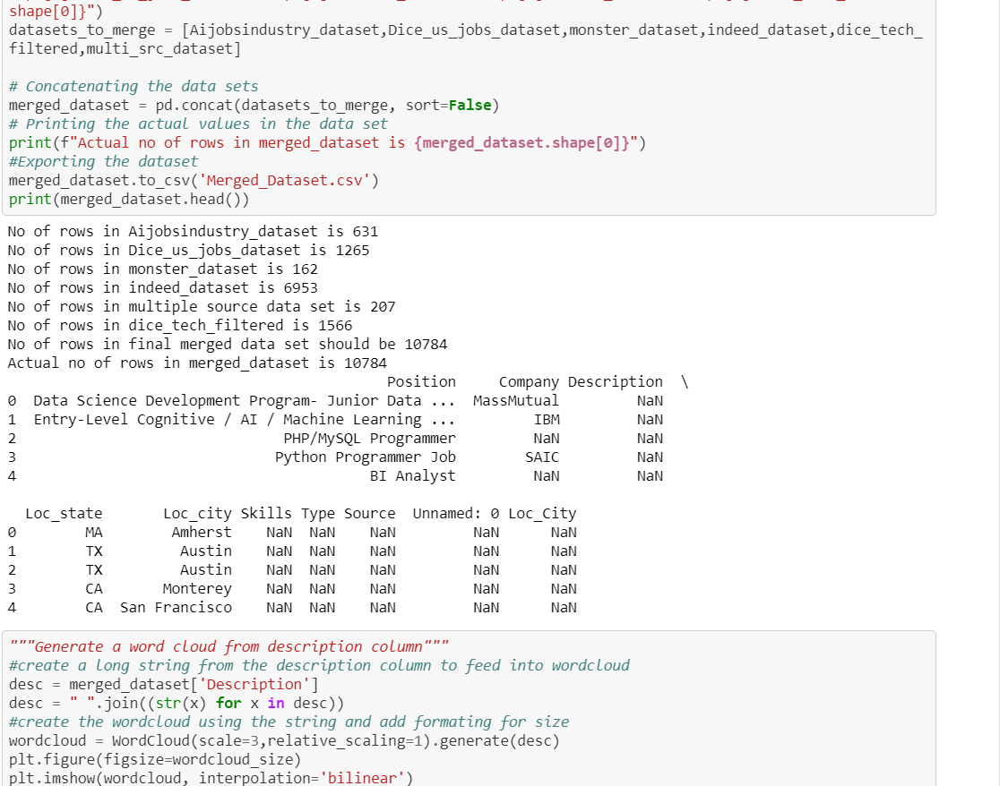 shape[0]}")
datasets_to_merge = [Aijobsindustry_dataset,Dice_us_jobs_dataset,monster_dataset,indeed_dataset,dice_tech_
filtered,multi_src_dataset]
# Concatenating the data sets
merged_dataset = pd.concat(datasets_to_merge, sort=False)
# Printing the actual values in the data set
print(f"Actual no of rows in merged_dataset is {merged_dataset.shape[0]}")
#Exporting the dataset
merged_dataset.to_csv('Merged_Dataset.csv')
print(merged_dataset.head())
No of rows in Aijobsindustry_dataset is 631
No of rows in Dice_us_jobs_dataset is 1265
No of rows in monster_dataset is 162
No of rows in indeed_dataset is 6953
No of rows in multiple source data set is 207
No of rows in dice_tech_filtered is 1566
No of rows in final merged data set should be 10784
Actual no of rows in merged_dataset is 10784
Position Company Description \
0 Data Science Development Program- Junior Data ... MassMutual NaN
1 Entry-Level Cognitive / AI / Machine Learning ... IBM NaN
2 PHP/MySQL Programmer NaN NaN
3 Python Programmer Job SAIC NaN
4 BI Analyst NaN NaN
Loc_state Loc_city Skills Type Source Unnamed: 0 Loc_City
0 MA Amherst NaN NaN NaN NaN NaN
1 TX Austin NaN NaN NaN NaN NaN
2 TX Austin NaN NaN NaN NaN NaN
3 CA Monterey NaN NaN NaN NaN NaN
4 CA San Francisco NaN NaN NaN NaN NaN
"""Generate a word cloud from description column"""
#create a long string from the description column to feed into wordcloud
desc = merged_dataset['Description']
desc = " ".join((str(x) for x in desc))
#create the wordcloud using the string and add formating for size
wordcloud = WordCloud(scale=3,relative_scaling=1).generate(desc)
plt.figure(figsize=wordcloud_size)
plt.imshow(wordcloud, interpolation='bilinear')